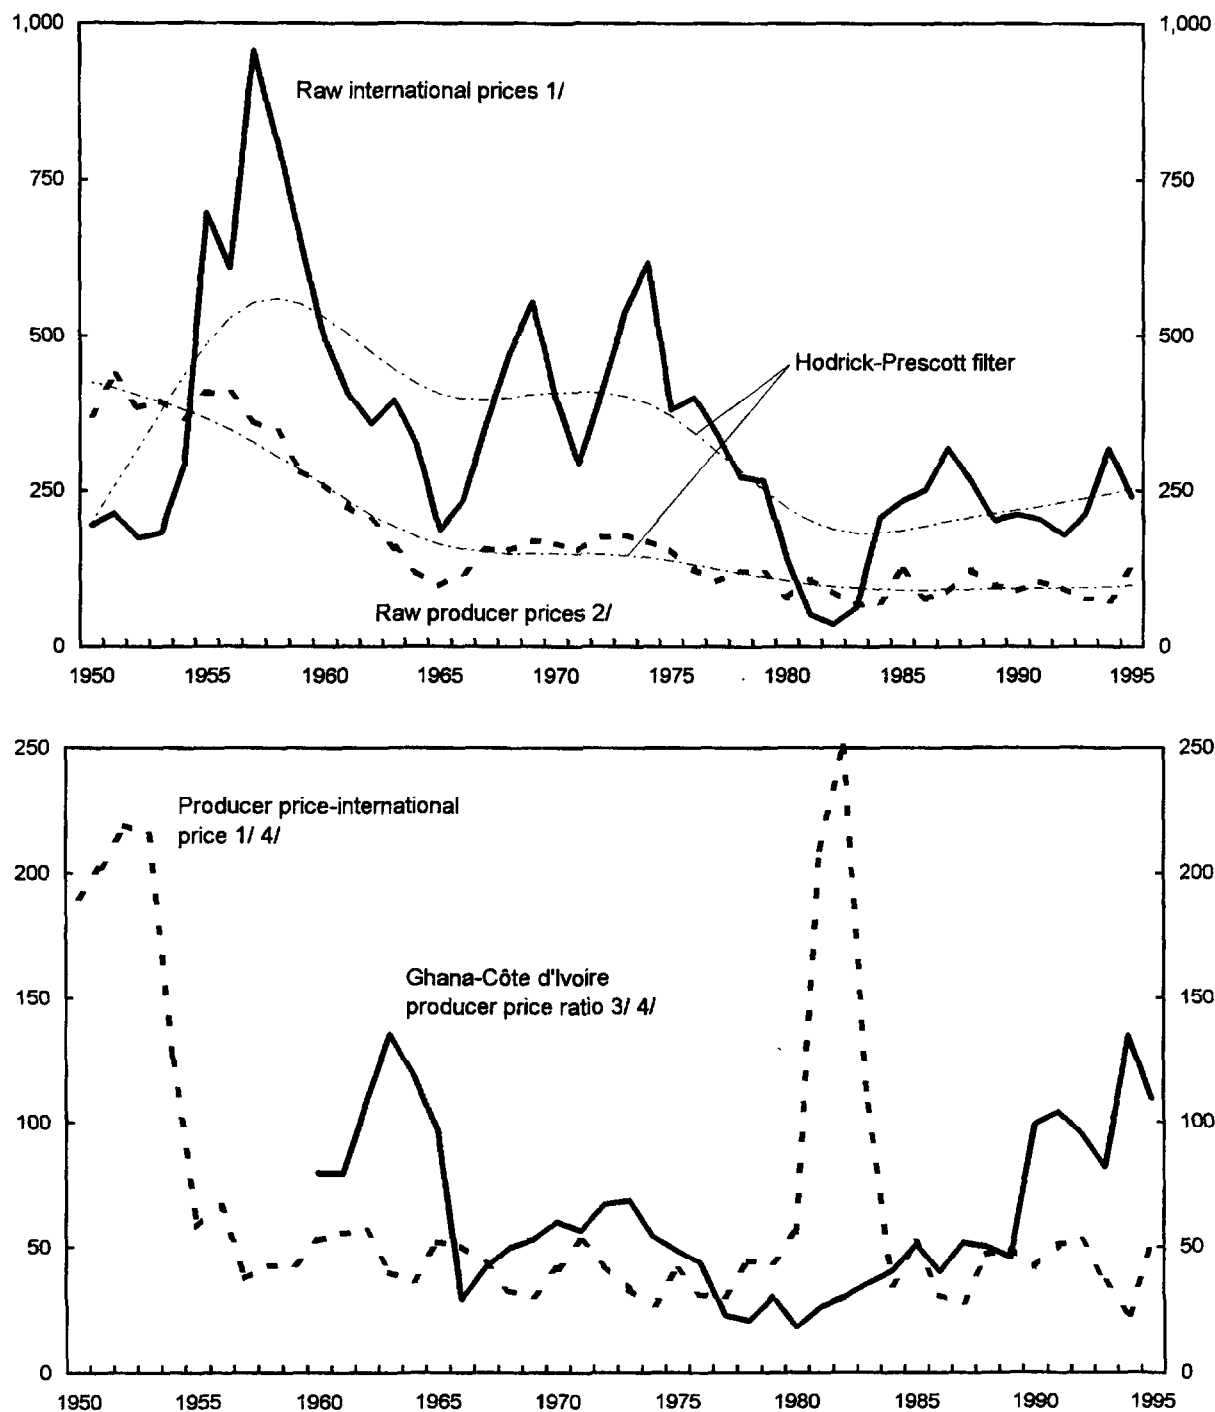 1,000 1,000
Raw international prices 1/
750 750
500 500
Hodrick-Prescott filter
250 250
Raw producer prices 2/
0 0
1950 1955 1960 1965 1970 1975 1980 1985 1990 1995
250 250
Producer price-international
price 1/ 4/
200 200
Ghana-Côte d'Ivoire
producer price ratio 3/ 4/
150 150
100 100
50 50
0 0
1950 1955 1960 1965 1970 1975 1980 1985 1990 1995